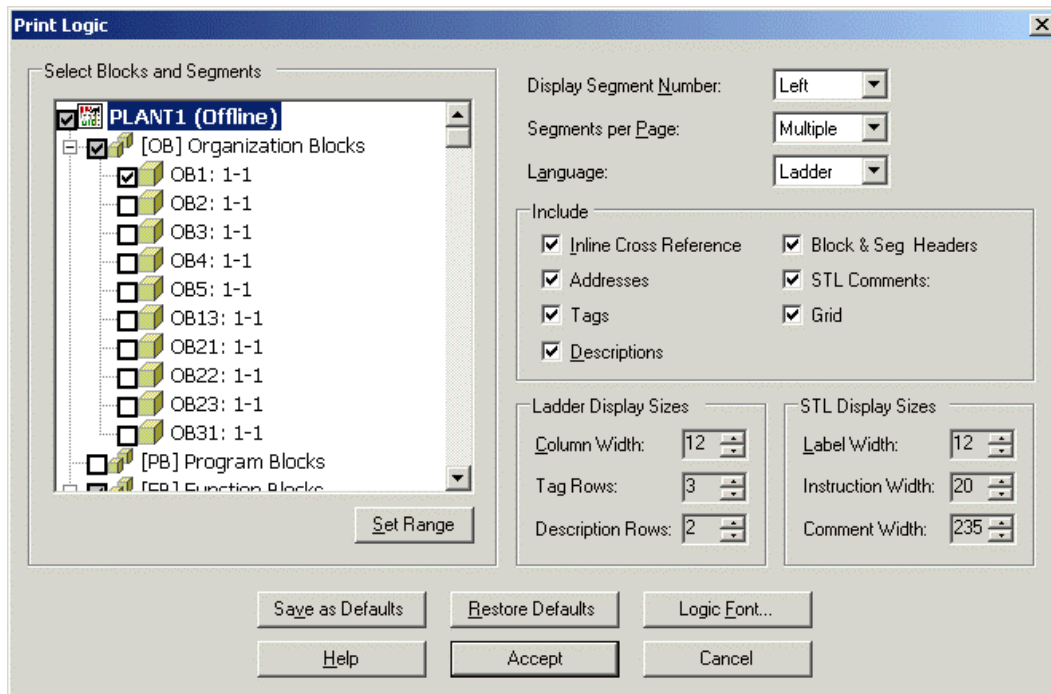 Print Logic
Select Blocks and Segments
PLANT1 (Offline)
[OB] Organization Blocks
OB1: 1-1
OB2: 1-1
OB3: 1-1
OB4: 1-1
OB5: 1-1
OB13: 1-1
OB21: 1-1
OB22: 1-1
OB23: 1-1
OB31: 1-1
[PB] Program Blocks
[FB] Function Blocks
Set Range
Display Segment Number: Left
Segments per Page: Multiple
Language: Ladder
Include
Inline Cross Reference
Addresses
Tags
Descriptions
Block & Seg Headers
STL Comments:
Grid
Ladder Display Sizes
Column Width: 12
Tag Rows: 3
Description Rows: 2
STL Display Sizes
Label Width: 12
Instruction Width: 20
Comment Width: 235
Save as Defaults
Restore Defaults
Logic Font...
Help
Accept
Cancel